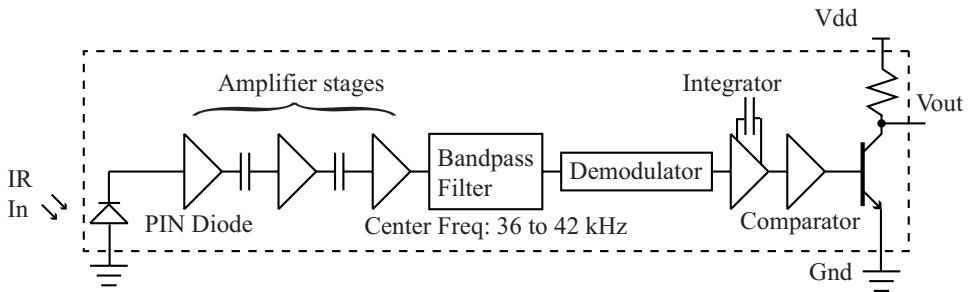 Vdd
Amplifier stages
Integrator
Vout
IR
In
Bandpass
Filter
Demodulator
PIN Diode
Center Freq: 36 to 42 kHz
Comparator
Gnd